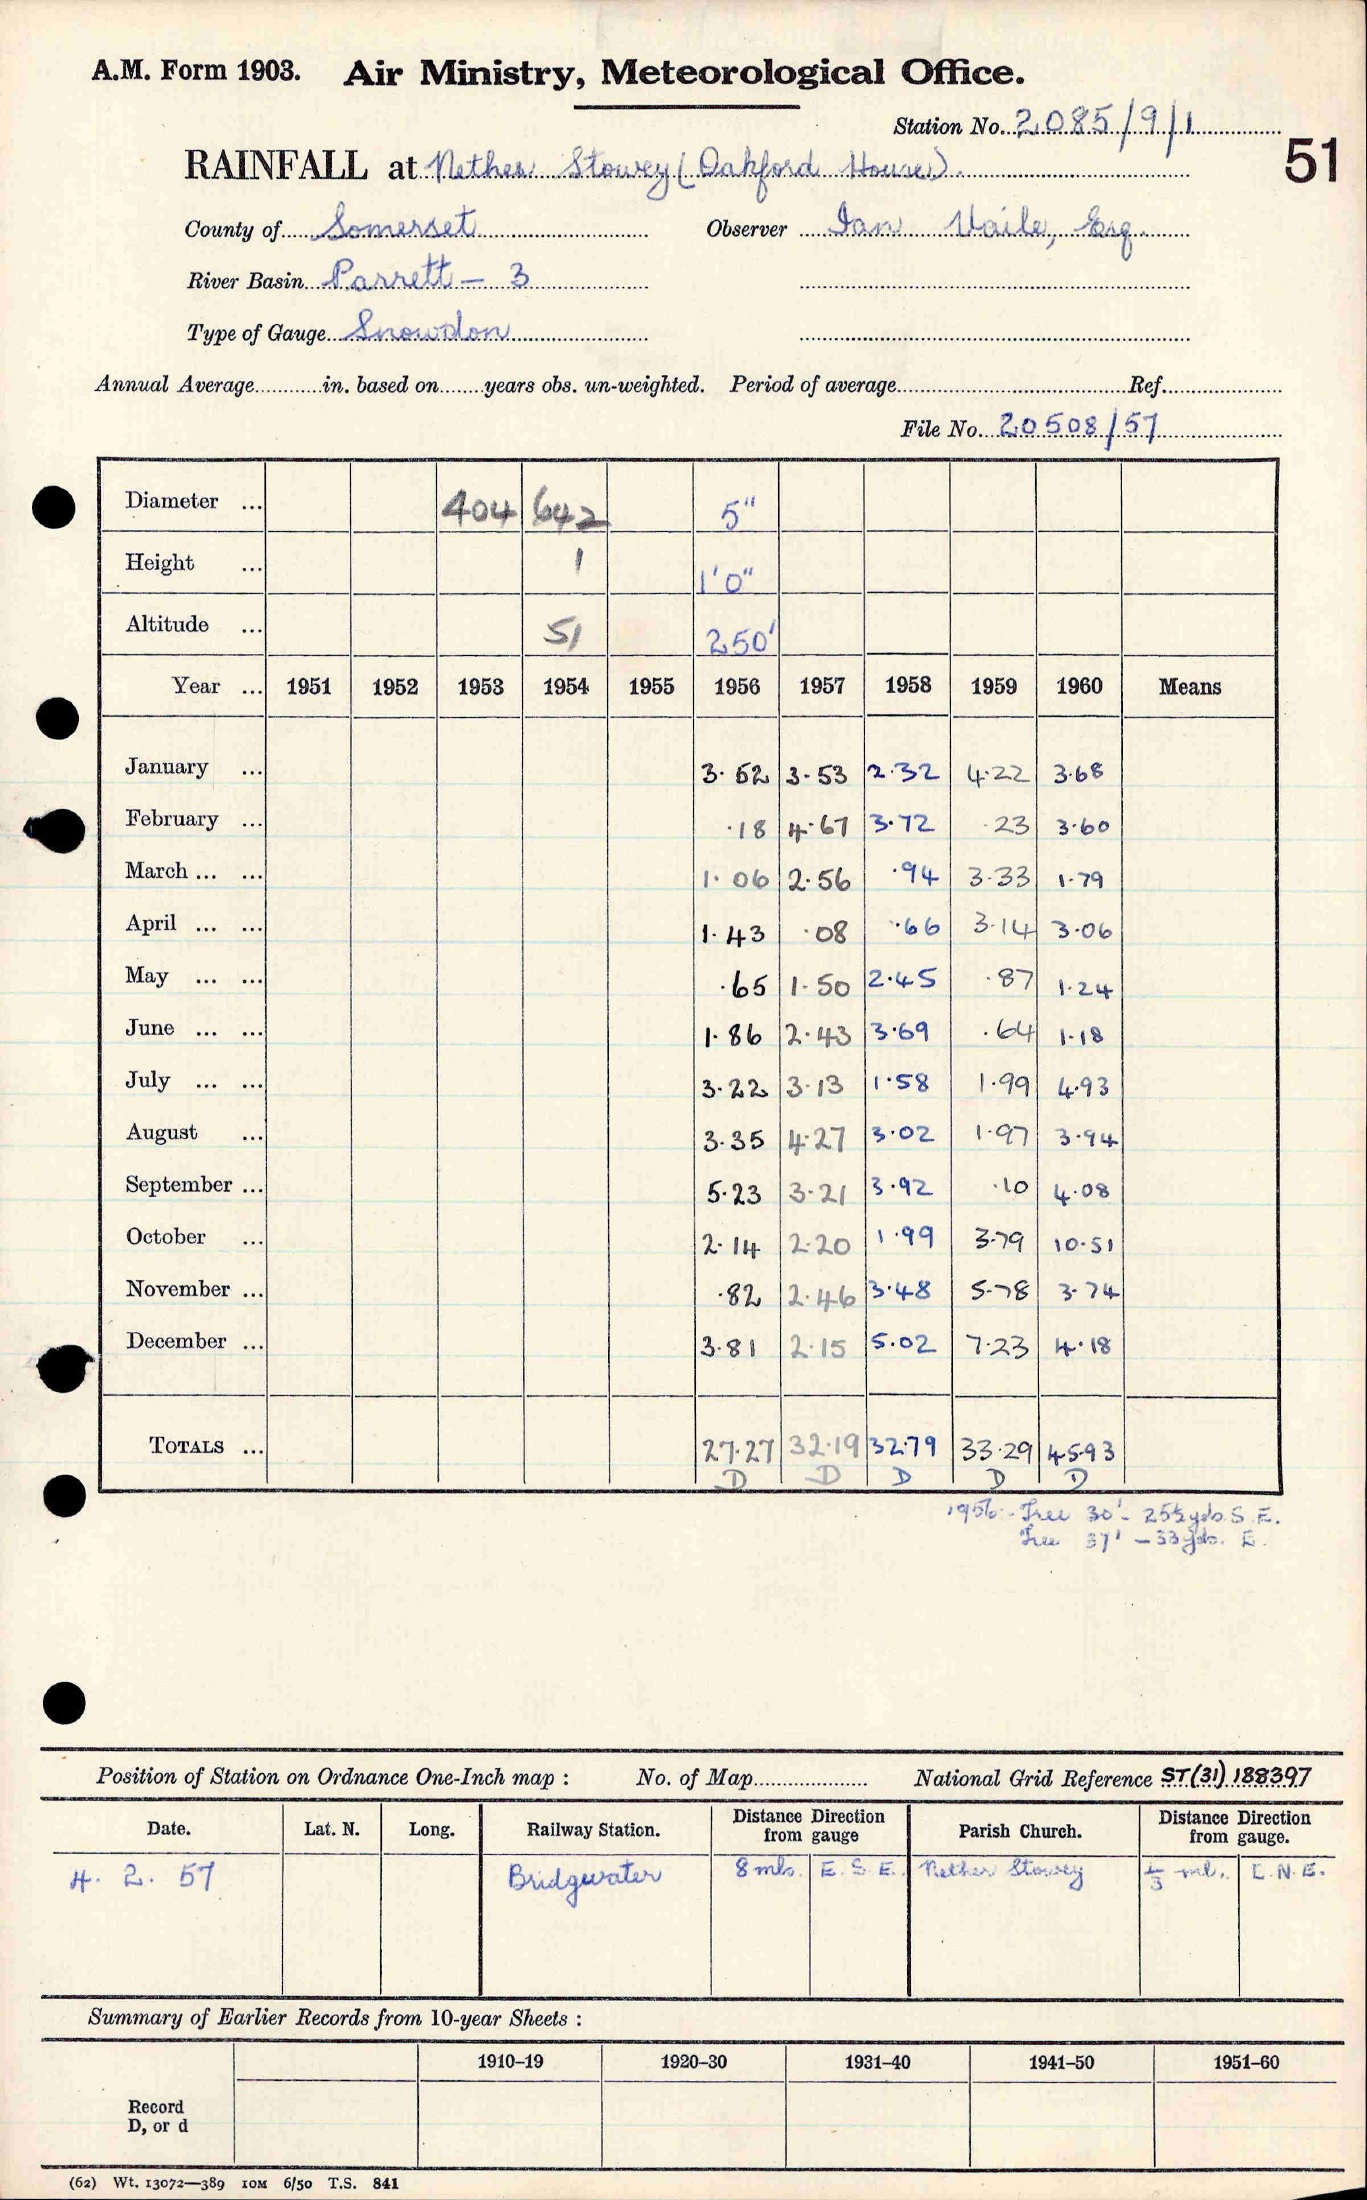 A.M. Form 1903. Air Ministry, Meteorological Office.
Station No. 2085/9/1
RAINFALL at Nether Stowey (Oakford House).
51
County of Somerset Observer Ian Vaile, Esq.
River Basin Parrett - 3
Type of Gauge Snowdon
Annual Average in. based on years obs. un-weighted. Period of average Ref.
File No. 20508/57
Diameter ... 404 642 5"
Height ... 1 1'0"
Altitude ... 51 250'
Year ... 1951 1952 1953 1954 1955 1956 1957 1958 1959 1960 Means
January ... 3.52 3.53 2.32 4.22 3.68
February ... .18 4.67 3.72 .23 3.60
March ... ... 1.06 2.56 .94 3.33 1.79
April ... ... 1.43 .08 .66 3.14 3.06
May ... ... .65 1.50 2.45 .87 1.24
June ... ... 1.86 2.43 3.69 .64 1.18
July ... ... 3.22 3.13 1.58 1.99 4.93
August ... 3.35 4.27 3.02 1.97 3.94
September ... 5.23 3.21 3.92 .10 4.08
October ... 2.14 2.20 1.99 3.79 10.51
November ... .82 2.46 3.48 5.78 3.74
December ... 3.81 2.15 5.02 7.23 4.18
TOTALS ... 27.27 32.19 32.79 33.29 45.93
D D D D D
1956 - Tree 30' - 25½yds. S.E.
Tree 37' - 33yds. E.
Position of Station on Ordnance One-Inch map : No. of Map National Grid Reference ST(31)188397
Date. Lat. N. Long. Railway Station. Distance Direction from gauge Parish Church. Distance Direction from gauge.
4. 2. 57 Bridgwater 8 mls. E.S.E. Nether Stowey ⅓ ml. E.N.E.
Summary of Earlier Records from 10-year Sheets :
1910–19 1920–30 1931–40 1941–50 1951–60
Record
D, or d
(62) Wt. 13072—389 10M 6/50 T.S. 841